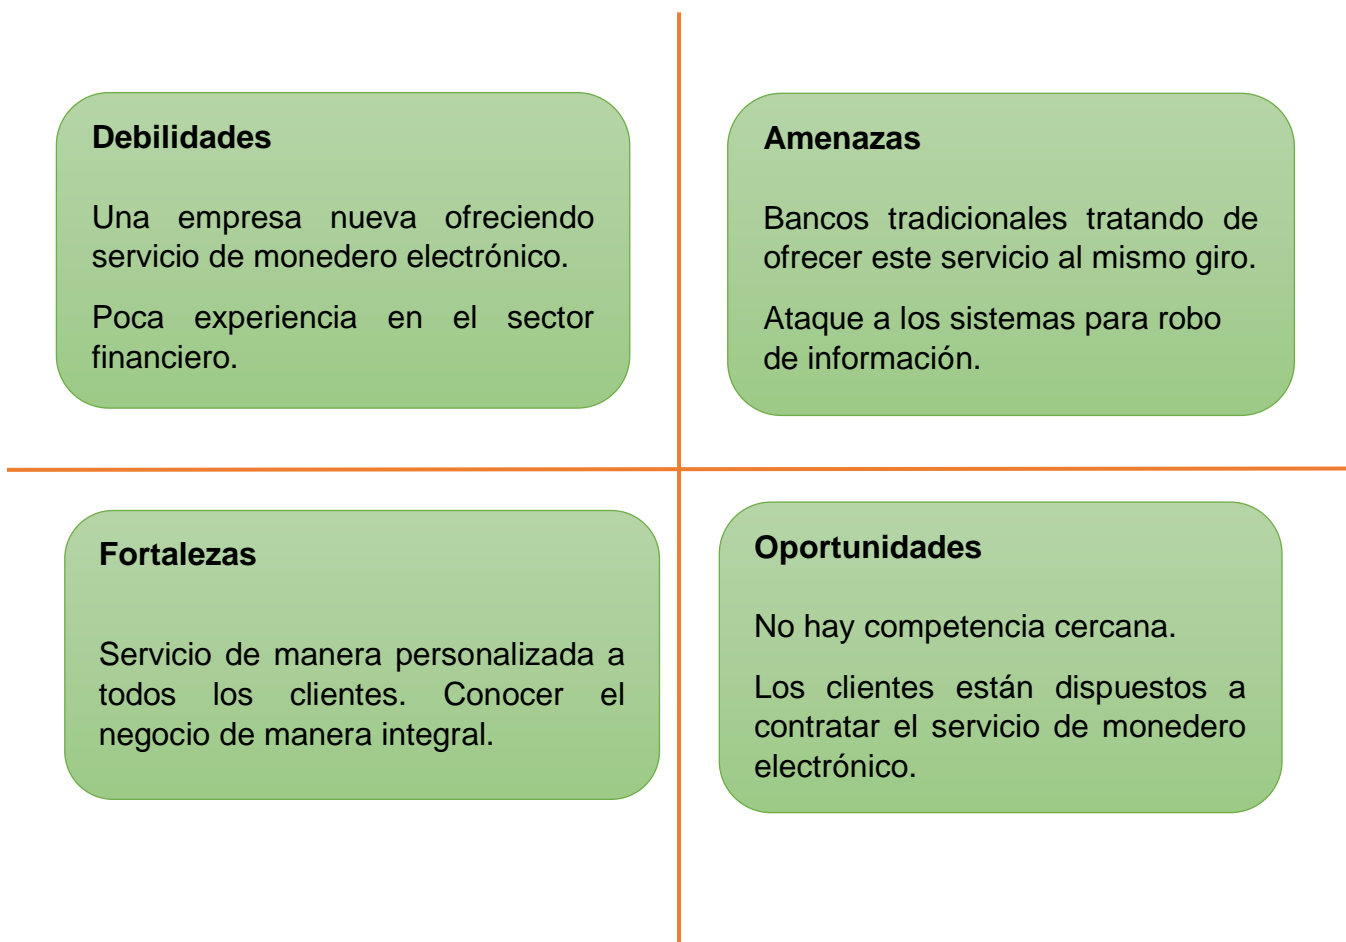 Debilidades
Una empresa nueva ofreciendo
servicio de monedero electrónico.
Poca experiencia en el sector
financiero.
Amenazas
Bancos tradicionales tratando de
ofrecer este servicio al mismo giro.
Ataque a los sistemas para robo
de información.
Fortalezas
Servicio de manera personalizada a
todos los clientes. Conocer el
negocio de manera integral.
Oportunidades
No hay competencia cercana.
Los clientes están dispuestos a
contratar el servicio de monedero
electrónico.